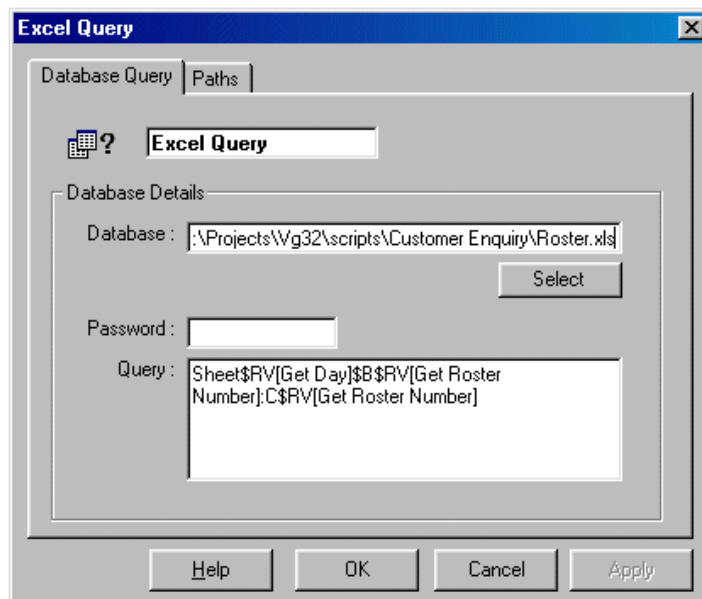 Excel Query
Database Query
Paths
?
Excel Query
Database Details
Database :
:\Projects\Vg32\scripts\Customer Enquiry\Roster.xls
Select
Password :
Query :
Sheet$RV[Get Day]$B$RV[Get Roster
Number]:C$RV[Get Roster Number]
Help
OK
Cancel
Apply